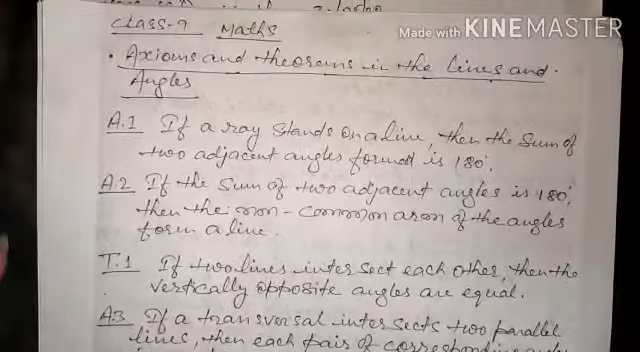 Made with KINEMASTER
Class-9 Maths
• Axioms and theorems in the lines and
Angles
A.1 If a ray stands on a line, then the sum of
two adjacent angles formed is 180°.
A.2 If the sum of two adjacent angles is 180°,
then the non-common arm of the angles
form a line.
T.1 If two lines intersect each other, then the
vertically opposite angles are equal.
A.3 If a transversal intersects two parallel
lines, then each pair of corresponding